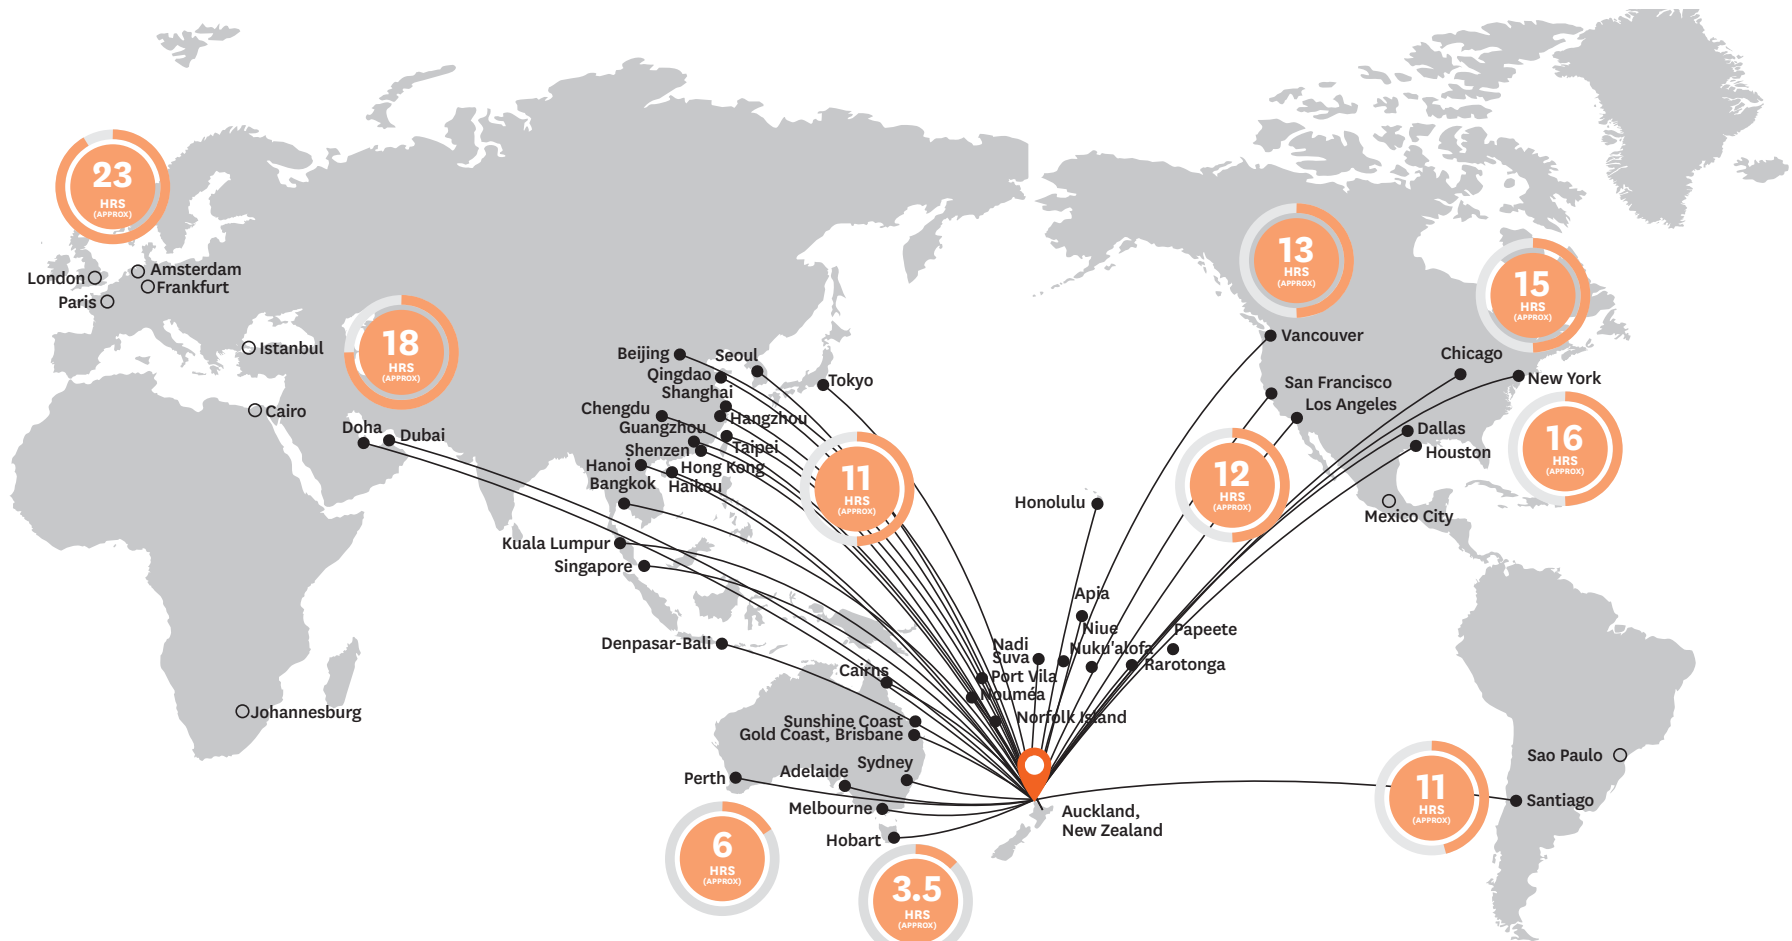 23
HRS
(APPROX)
London
Amsterdam
Frankfurt
Paris
Istanbul
Cairo
18
HRS
(APPROX)
Doha
Dubai
Johannesburg
Beijing
Seoul
Qingdao
Tokyo
Shanghai
Chengdu
Hangzhou
Guangzhou
Taipei
Shenzen
Hong Kong
Hanoi
Haikou
Bangkok
11
HRS
(APPROX)
Kuala Lumpur
Singapore
Denpasar-Bali
Cairns
Sunshine Coast
Gold Coast, Brisbane
Sydney
Adelaide
Perth
Melbourne
Hobart
6
HRS
(APPROX)
3.5
HRS
(APPROX)
Honolulu
Apia
Niue
Papeete
Nadi
Suva
Nuku'alofa
Rarotonga
Port Vila
Nouméa
Norfolk Island
Auckland,
New Zealand
13
HRS
(APPROX)
Vancouver
15
HRS
(APPROX)
Chicago
New York
San Francisco
Los Angeles
Dallas
Houston
16
HRS
(APPROX)
12
HRS
(APPROX)
Mexico City
Sao Paulo
11
HRS
(APPROX)
Santiago